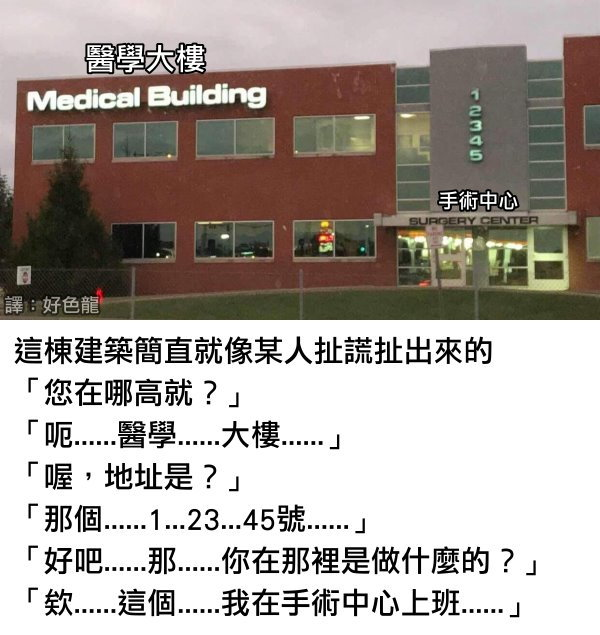 醫學大樓
Medical Building
1
2
3
4
5
手術中心
SURGERY CENTER
譯：好色龍
這棟建築簡直就像某人扯謊扯出來的
「您在哪高就？」
「呃......醫學......大樓......」
「喔，地址是？」
「那個......1...23...45號......」
「好吧......那......你在那裡是做什麼的？」
「欸......這個......我在手術中心上班......」